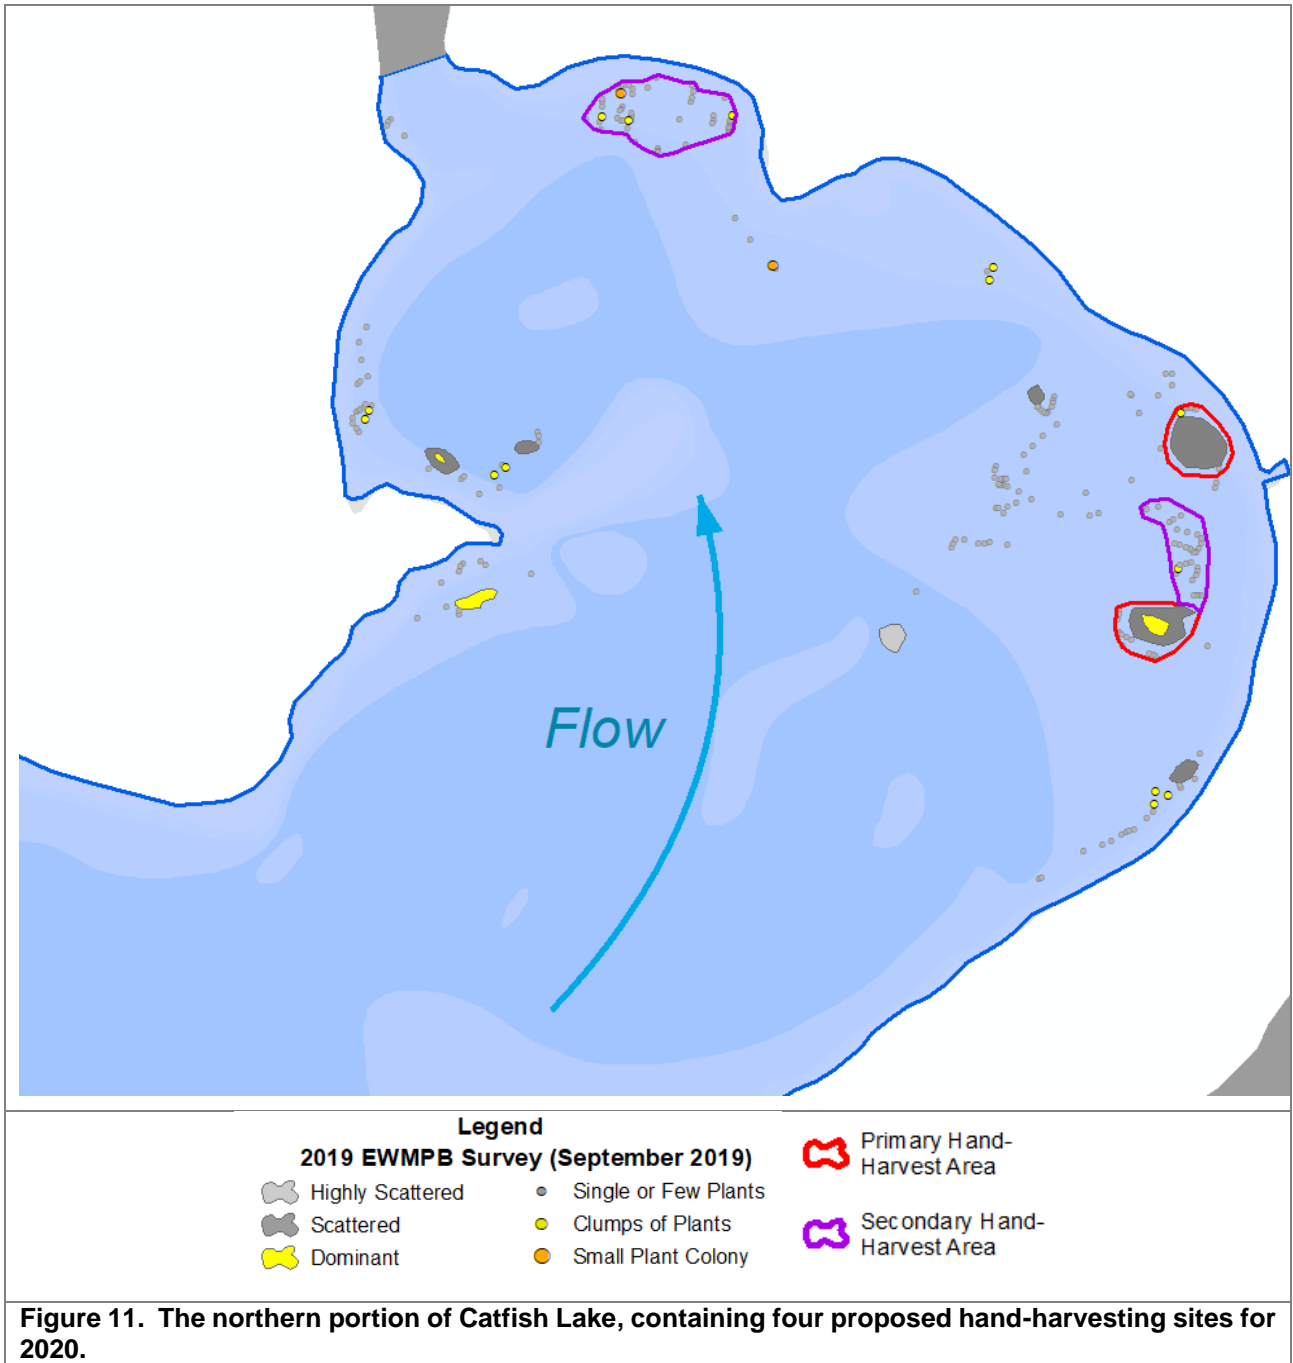 Flow
Legend
2019 EWMPB Survey (September 2019)
Highly Scattered
Scattered
Dominant
Single or Few Plants
Clumps of Plants
Small Plant Colony
Primary Hand-
Harvest Area
Secondary Hand-
Harvest Area
Figure 11. The northern portion of Catfish Lake, containing four proposed hand-harvesting sites for
2020.